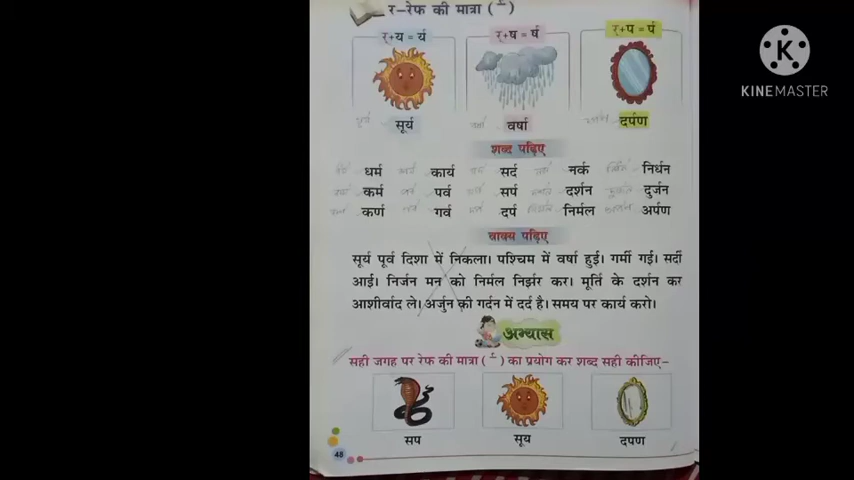 र–रेफ की मात्रा ( र्‍ )
र्+य = र्य र्+ष = र्ष र्+प = र्प
सूर्य वर्षा दर्पण
शब्द पढ़िए
धर्म कार्य सर्द नर्क निर्धन
कर्म पर्व सर्प दर्शन दुर्जन
कर्ण गर्व दर्प निर्मल अर्पण
वाक्य पढ़िए
सूर्य पूर्व दिशा में निकला। पश्चिम में वर्षा हुई। गर्मी गई। सर्दी
आई। निर्जन मन को निर्मल निर्झर कर। मूर्ति के दर्शन कर
आशीर्वाद ले। अर्जुन की गर्दन में दर्द है। समय पर कार्य करो।
अभ्यास
सही जगह पर रेफ की मात्रा ( र्‍ ) का प्रयोग कर शब्द सही कीजिए–
सप सूय दपण
48
K
KINEMASTER